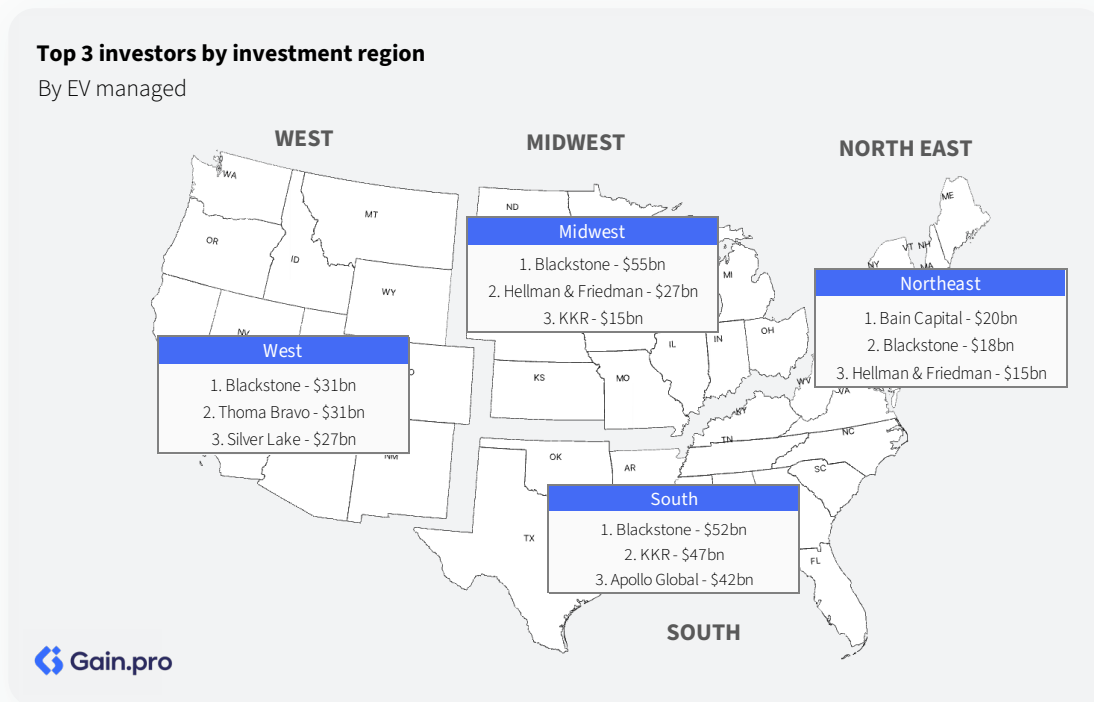 Top 3 investors by investment region
By EV managed
WEST
MIDWEST
NORTH EAST
WA
MT
OR
ID
WY
NV
NM
ND
MI
KS
MO
IL
IN
OH
ME
VT
NH
NY
MA
WV
VA
KY
TN
NC
SC
OK
AR
TX
FL
Midwest
1. Blackstone - $55bn
2. Hellman & Friedman - $27bn
3. KKR - $15bn
Northeast
1. Bain Capital - $20bn
2. Blackstone - $18bn
3. Hellman & Friedman - $15bn
West
1. Blackstone - $31bn
2. Thoma Bravo - $31bn
3. Silver Lake - $27bn
South
1. Blackstone - $52bn
2. KKR - $47bn
3. Apollo Global - $42bn
SOUTH
Gain.pro